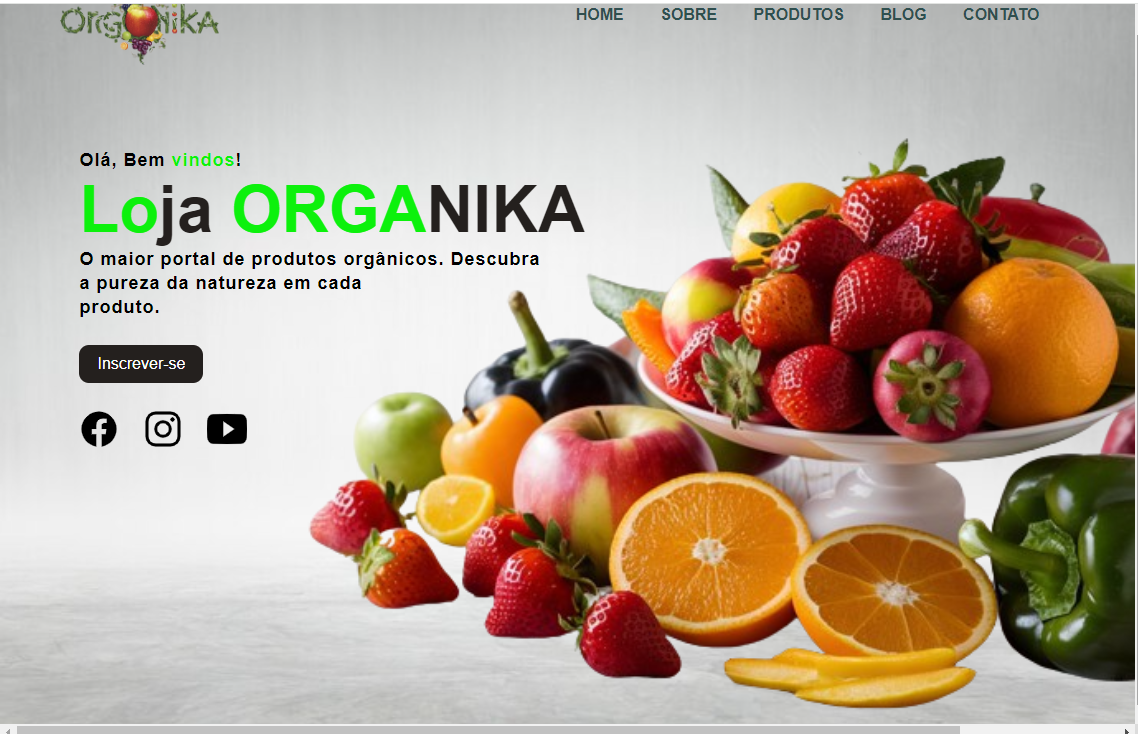 OrgaNiKA
HOME SOBRE PRODUTOS BLOG CONTATO
Olá, Bem vindos!
Loja ORGANIKA
O maior portal de produtos orgânicos. Descubra
a pureza da natureza em cada
produto.
Inscrever-se